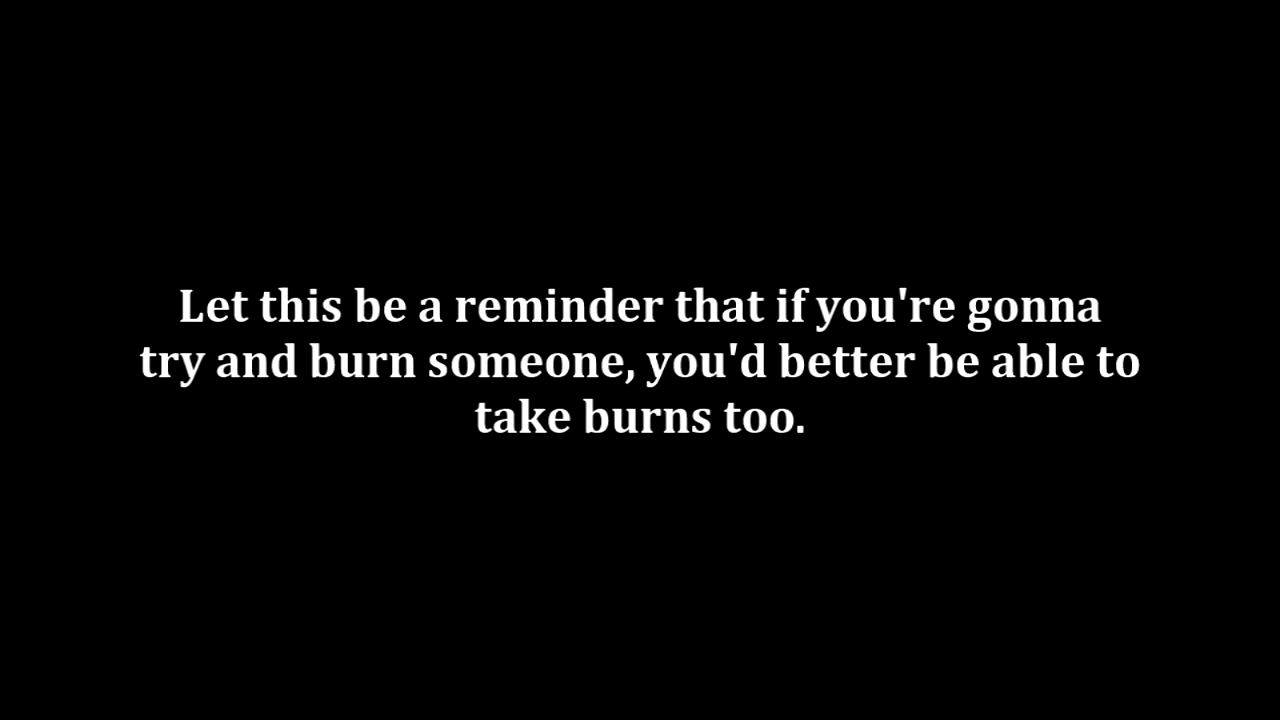 Let this be a reminder that if you're gonna
try and burn someone, you'd better be able to
take burns too.